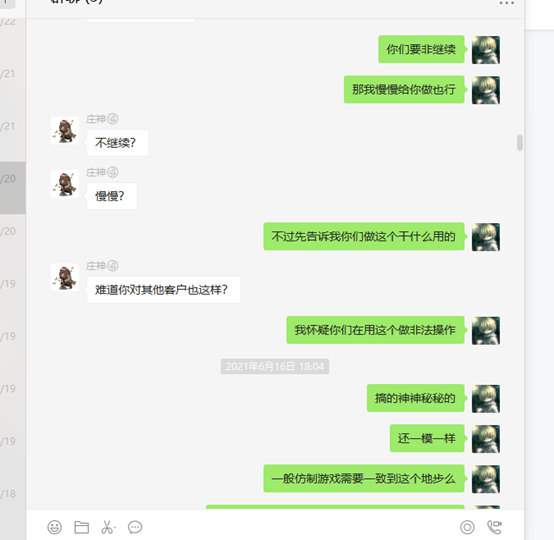 /22
你们要非继续
/21
那我慢慢给你做也行
庄神④
不继续？
/21
庄神④
慢慢？
/20
不过先告诉我你们做这个干什么用的
/20
庄神④
难道你对其他客户也这样？
/19
我怀疑你们在用这个做非法操作
/19
2021年6月16日 18:04
搞的神神秘秘的
/19
还一模一样
/19
一般仿制游戏需要一致到这个地步么
/18